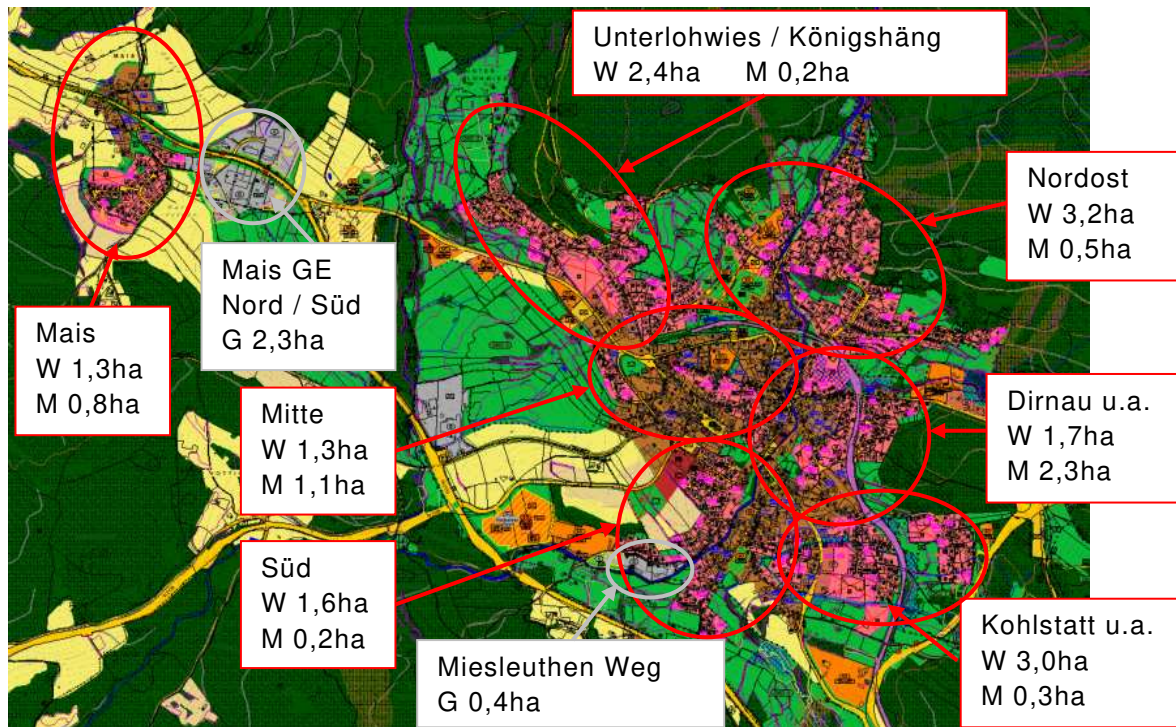 Unterlohwies / Königshäng
W 2,4ha M 0,2ha
Nordost
W 3,2ha
M 0,5ha
Mais GE
Nord / Süd
G 2,3ha
Mais
W 1,3ha
M 0,8ha
Mitte
W 1,3ha
M 1,1ha
Dirnau u.a.
W 1,7ha
M 2,3ha
Süd
W 1,6ha
M 0,2ha
Miesleuthen Weg
G 0,4ha
Kohlstatt u.a.
W 3,0ha
M 0,3ha